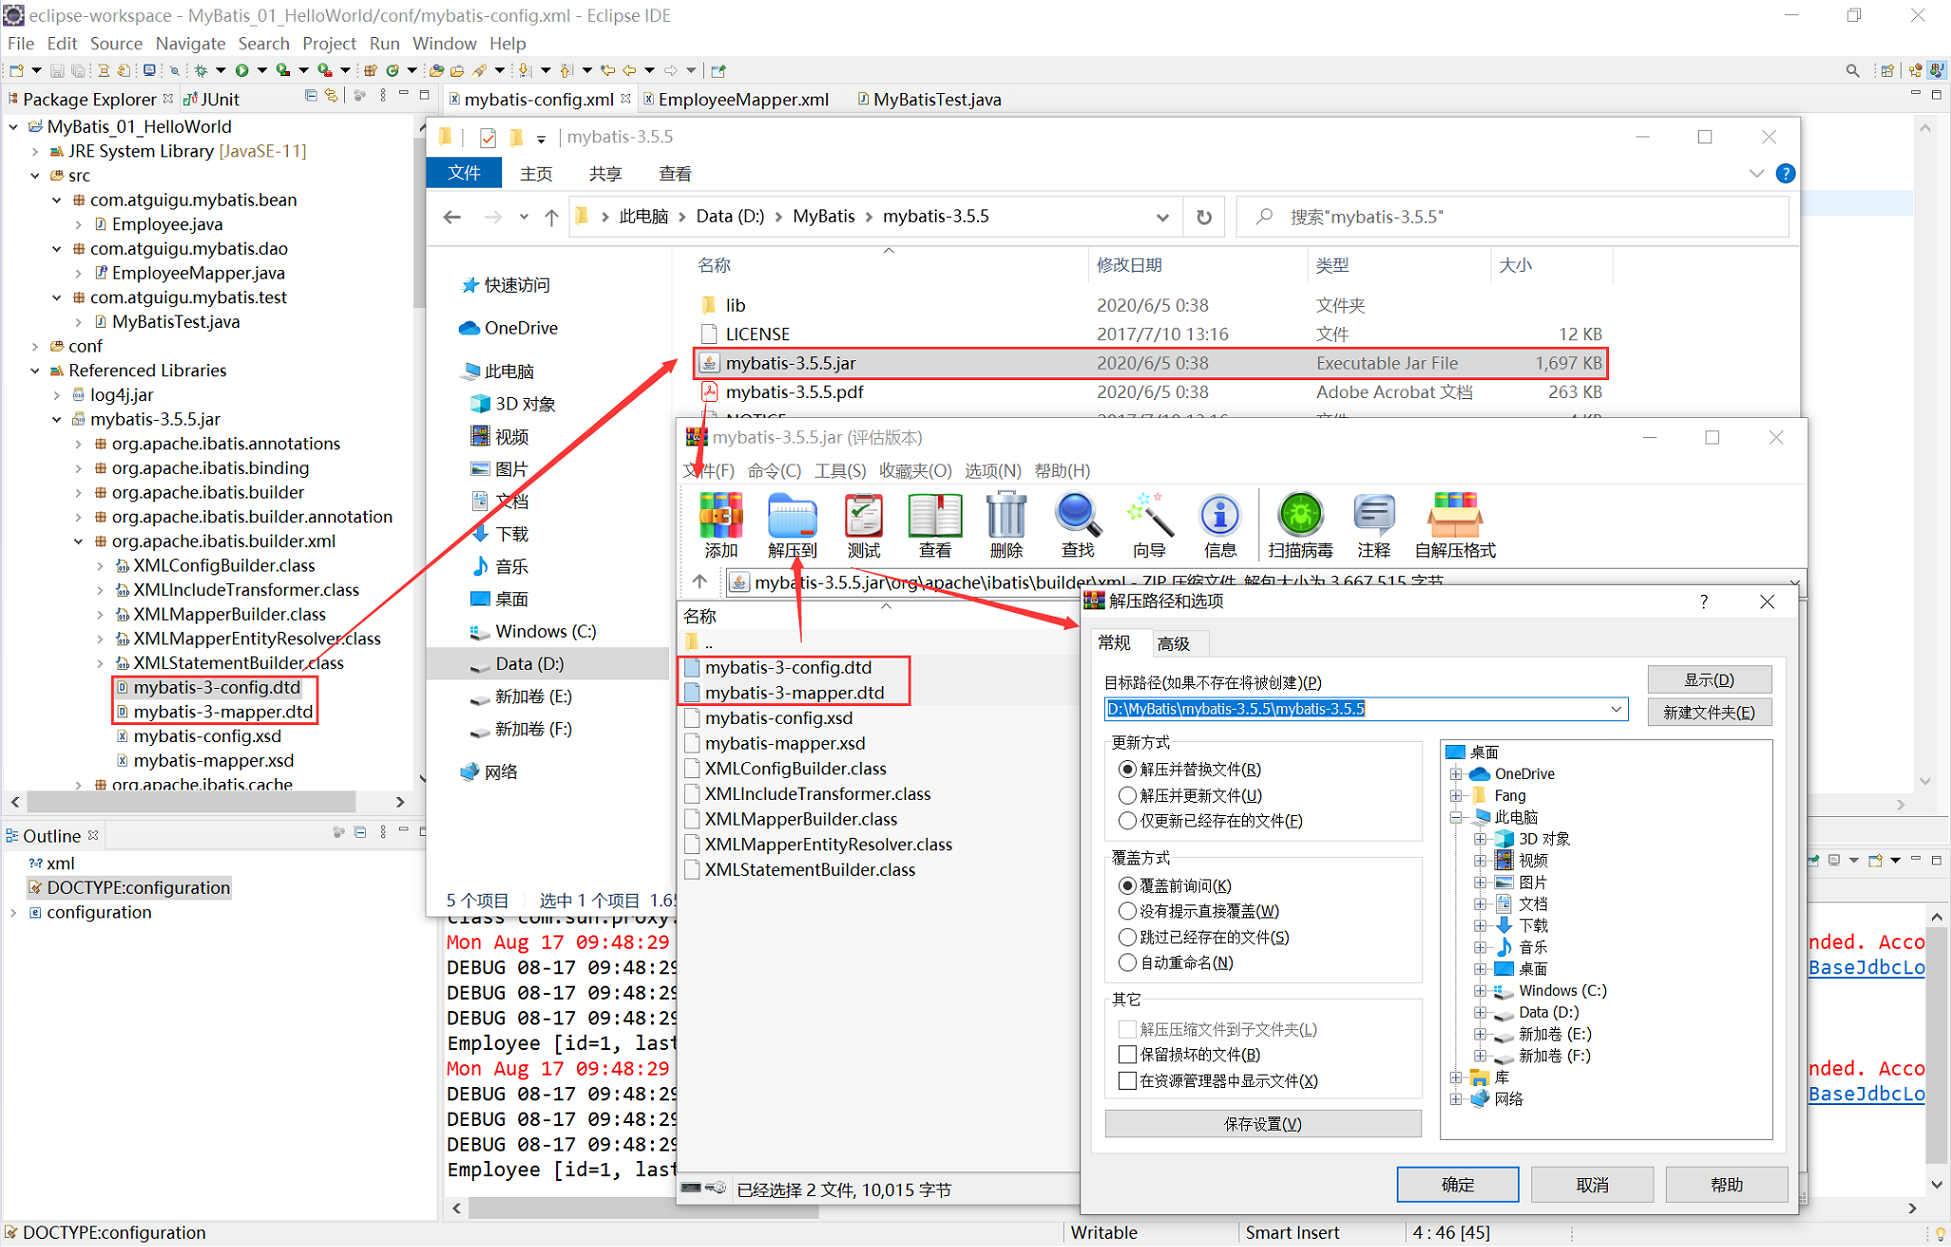 eclipse-workspace - MyBatis_01_HelloWorld/conf/mybatis-config.xml - Eclipse IDE
File Edit Source Navigate Search Project Run Window Help
Package Explorer JUnit
mybatis-config.xml EmployeeMapper.xml MyBatisTest.java
MyBatis_01_HelloWorld
JRE System Library [JavaSE-11]
src
com.atguigu.mybatis.bean
Employee.java
com.atguigu.mybatis.dao
EmployeeMapper.java
com.atguigu.mybatis.test
MyBatisTest.java
conf
Referenced Libraries
log4j.jar
mybatis-3.5.5.jar
org.apache.ibatis.annotations
org.apache.ibatis.binding
org.apache.ibatis.builder
org.apache.ibatis.builder.annotation
org.apache.ibatis.builder.xml
XMLConfigBuilder.class
XMLIncludeTransformer.class
XMLMapperBuilder.class
XMLMapperEntityResolver.class
XMLStatementBuilder.class
mybatis-3-config.dtd
mybatis-3-mapper.dtd
mybatis-config.xsd
mybatis-mapper.xsd
org.apache.ibatis.cache
Outline
xml
DOCTYPE:configuration
configuration
mybatis-3.5.5
文件 主页 共享 查看
此电脑 Data (D:) MyBatis mybatis-3.5.5
搜索"mybatis-3.5.5"
快速访问
OneDrive
此电脑
3D 对象
视频
图片
文档
下载
音乐
桌面
Windows (C:)
Data (D:)
新加卷 (E:)
新加卷 (F:)
网络
名称 修改日期 类型 大小
lib 2020/6/5 0:38 文件夹
LICENSE 2017/7/10 13:16 文件 12 KB
mybatis-3.5.5.jar 2020/6/5 0:38 Executable Jar File 1,697 KB
mybatis-3.5.5.pdf 2020/6/5 0:38 Adobe Acrobat 文档 263 KB
NOTICE 2017/7/10 13:16 文件 4 KB
5 个项目 选中 1 个项目 1.65
mybatis-3.5.5.jar (评估版本)
文件(F) 命令(C) 工具(S) 收藏夹(O) 选项(N) 帮助(H)
添加 解压到 测试 查看 删除 查找 向导 信息 扫描病毒 注释 自解压格式
mybatis-3.5.5.jar\org\apache\ibatis\builder\xml - ZIP 压缩文件, 解包大小为 3,667,515 字节
名称
..
mybatis-3-config.dtd
mybatis-3-mapper.dtd
mybatis-config.xsd
mybatis-mapper.xsd
XMLConfigBuilder.class
XMLIncludeTransformer.class
XMLMapperBuilder.class
XMLMapperEntityResolver.class
XMLStatementBuilder.class
已经选择 2 文件, 10,015 字节
解压路径和选项
?
常规 高级
目标路径(如果不存在将被创建)(P)
D:\MyBatis\mybatis-3.5.5\mybatis-3.5.5
显示(D)
新建文件夹(E)
更新方式
解压并替换文件(R)
解压并更新文件(U)
仅更新已经存在的文件(F)
覆盖方式
覆盖前询问(K)
没有提示直接覆盖(W)
跳过已经存在的文件(S)
自动重命名(N)
其它
解压压缩文件到子文件夹(L)
保留损坏的文件(B)
在资源管理器中显示文件(X)
保存设置(V)
桌面
OneDrive
Fang
此电脑
3D 对象
视频
图片
文档
下载
音乐
桌面
Windows (C:)
Data (D:)
新加卷 (E:)
新加卷 (F:)
库
网络
确定 取消 帮助
class com.sun.proxy.
Mon Aug 17 09:48:29 nded. Acco
DEBUG 08-17 09:48:29 BaseJdbcLo
DEBUG 08-17 09:48:29
DEBUG 08-17 09:48:29
Employee [id=1, last
Mon Aug 17 09:48:29 nded. Acco
DEBUG 08-17 09:48:29 BaseJdbcLo
DEBUG 08-17 09:48:29
DEBUG 08-17 09:48:29
Employee [id=1, last
DOCTYPE:configuration Writable Smart Insert 4 : 46 [45]